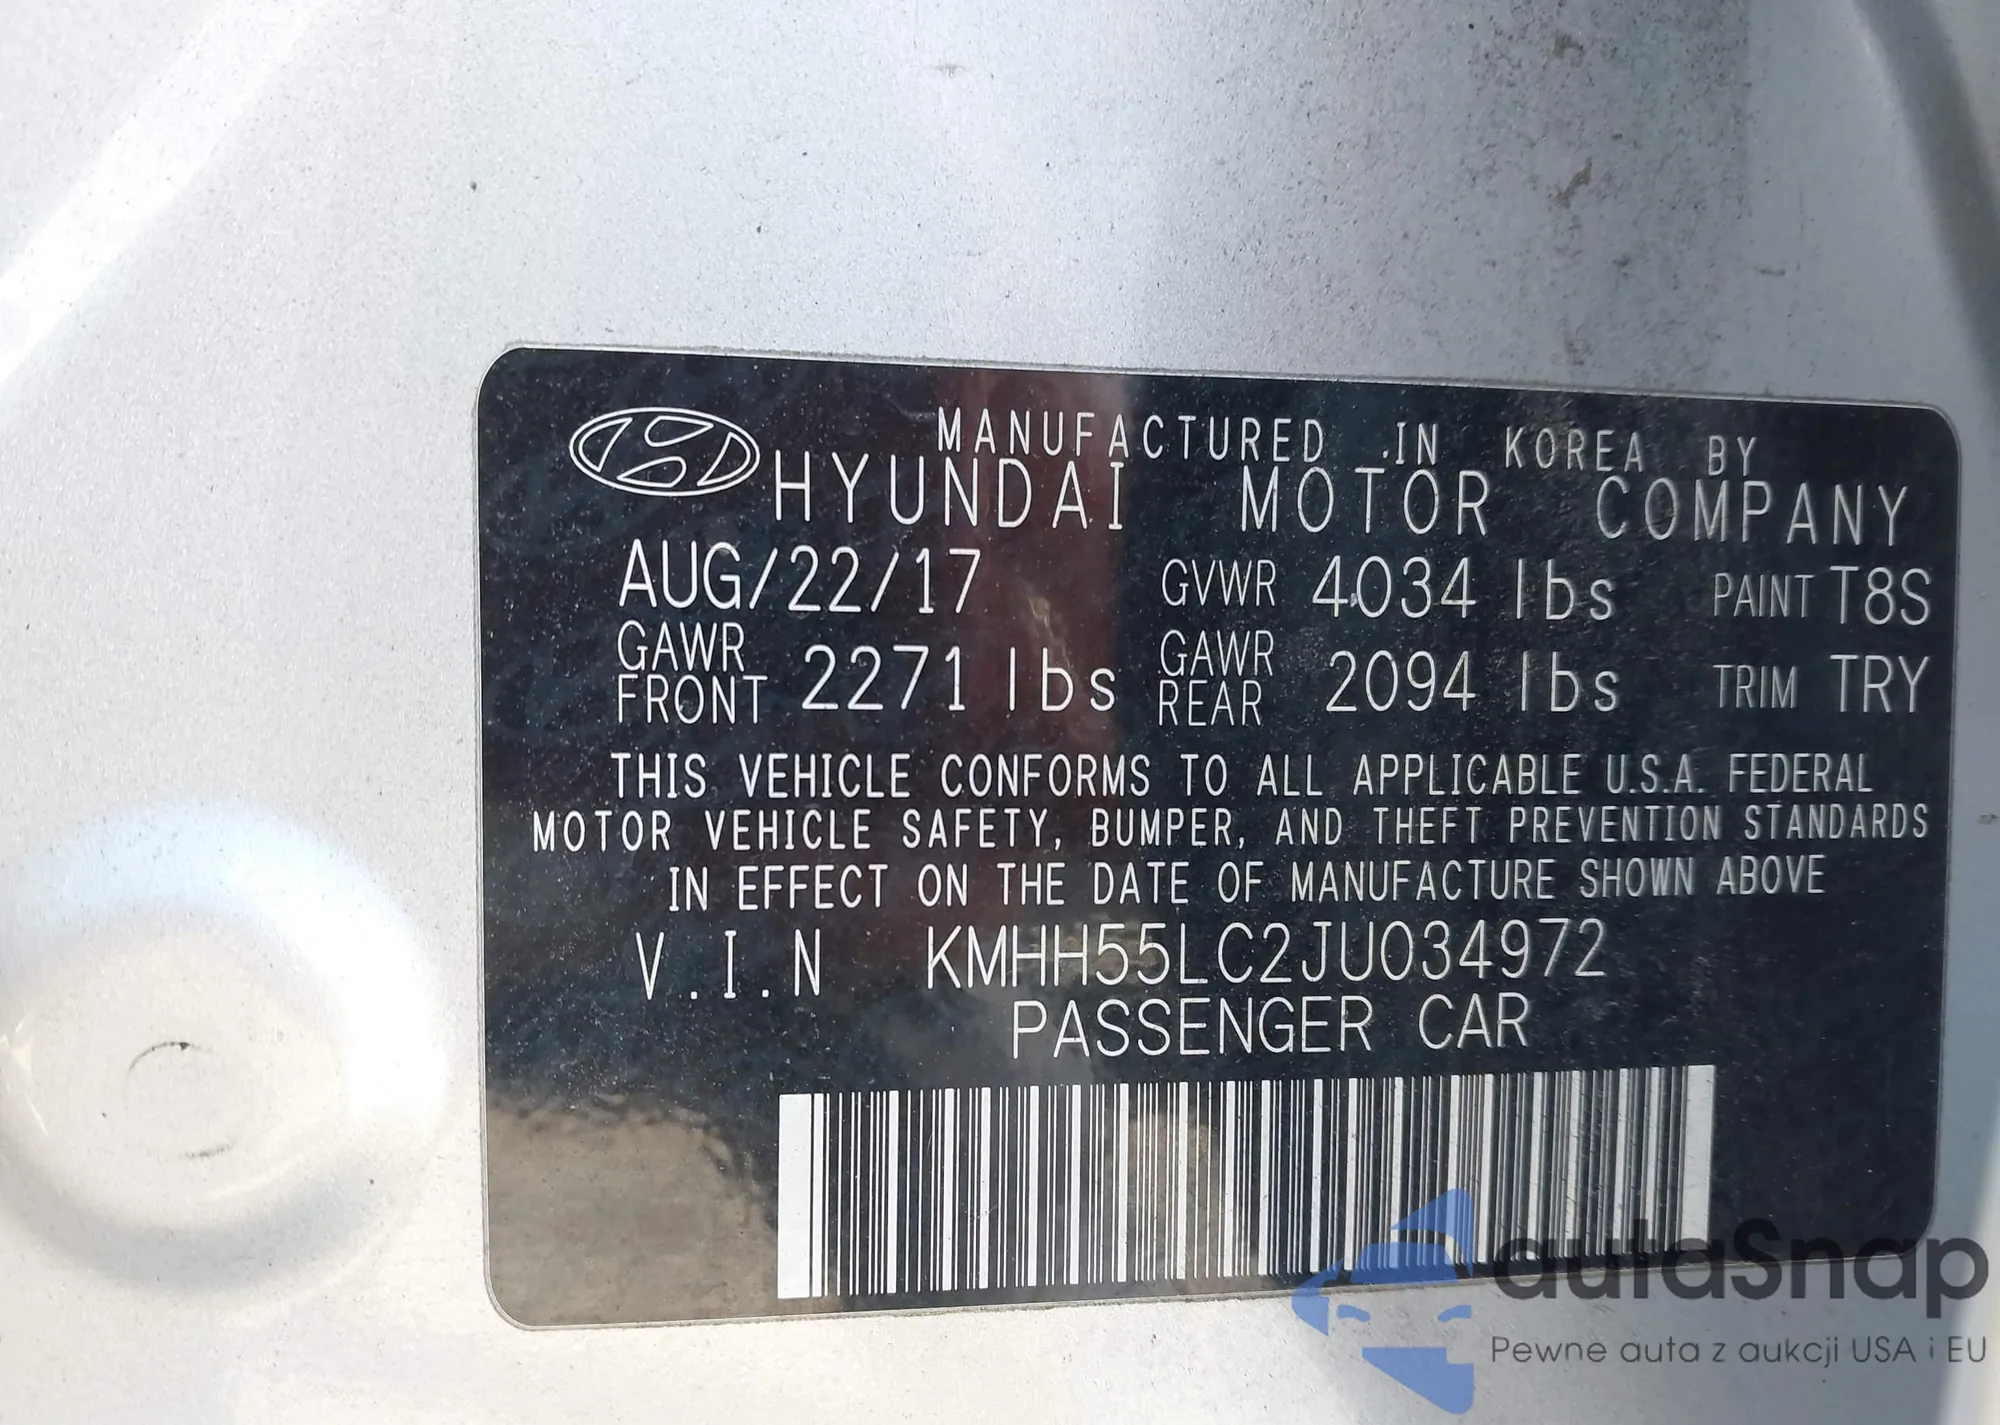 MANUFACTURED IN KOREA BY
HYUNDAI MOTOR COMPANY
AUG/22/17 GVWR 4034 lbs PAINT T8S
GAWR FRONT 2271 lbs GAWR REAR 2094 lbs TRIM TRY
THIS VEHICLE CONFORMS TO ALL APPLICABLE U.S.A. FEDERAL
MOTOR VEHICLE SAFETY, BUMPER, AND THEFT PREVENTION STANDARDS
IN EFFECT ON THE DATE OF MANUFACTURE SHOWN ABOVE
V.I.N KMHH55LC2JU034972
PASSENGER CAR
autaSnap
Pewne auta z aukcji USA i EU